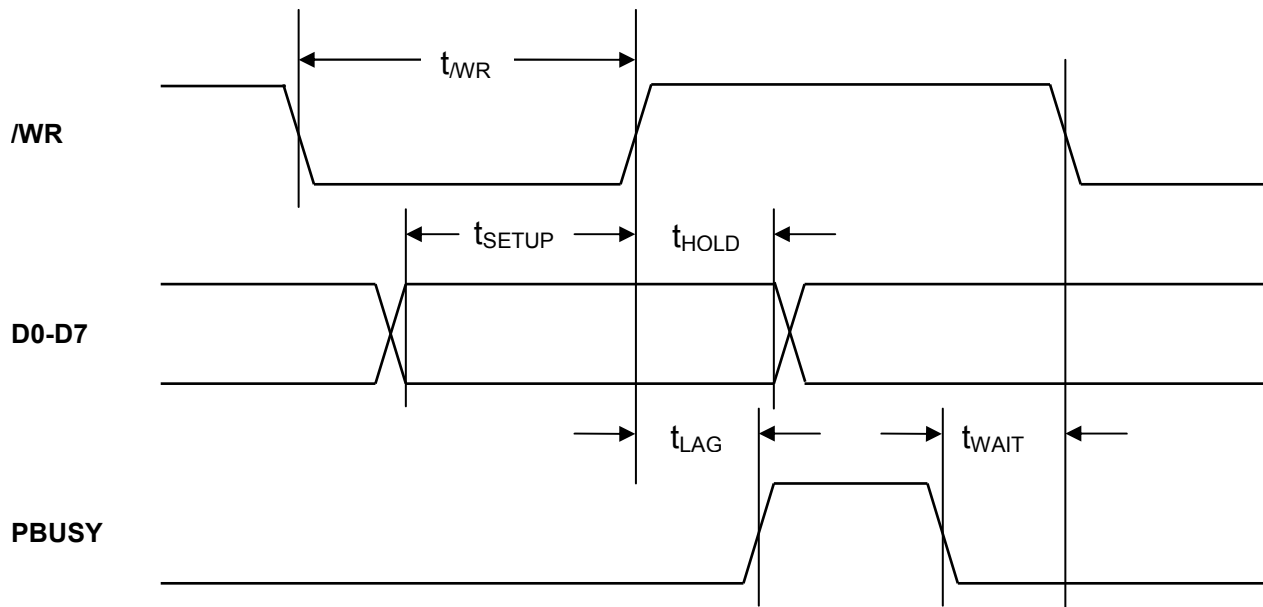 t/WR
/WR
tSETUP
tHOLD
D0-D7
tLAG
tWAIT
PBUSY